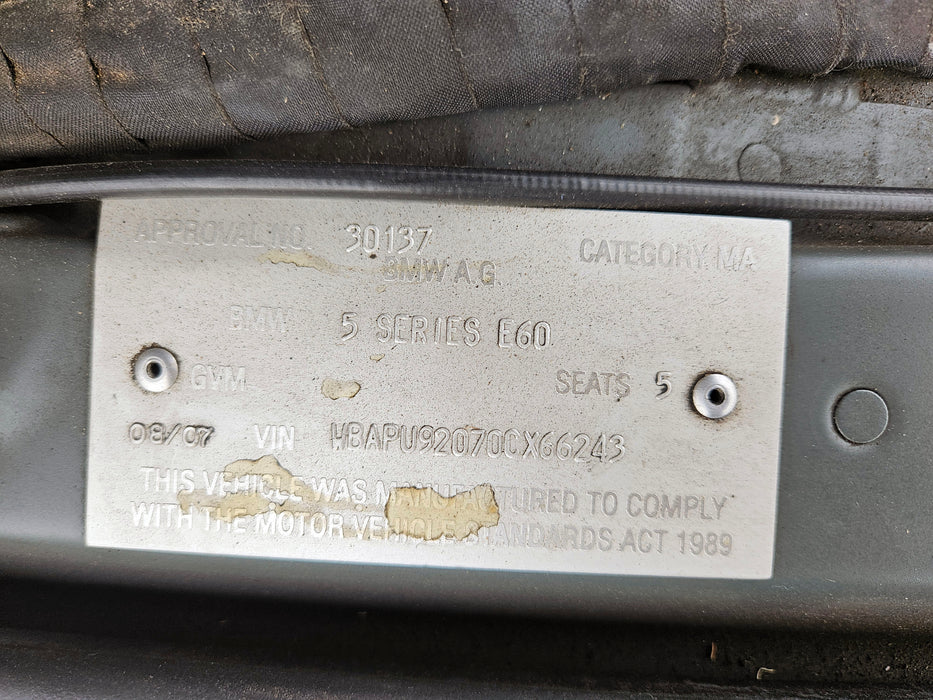 APPROVAL NO. 30137 CATEGORY MA
BMW A.G.
BMW 5 SERIES E60
GVM SEATS 5
08/07 VIN WBAPU92070CX66243
THIS VEHICLE WAS MANUFACTURED TO COMPLY
WITH THE MOTOR VEHICLE STANDARDS ACT 1989